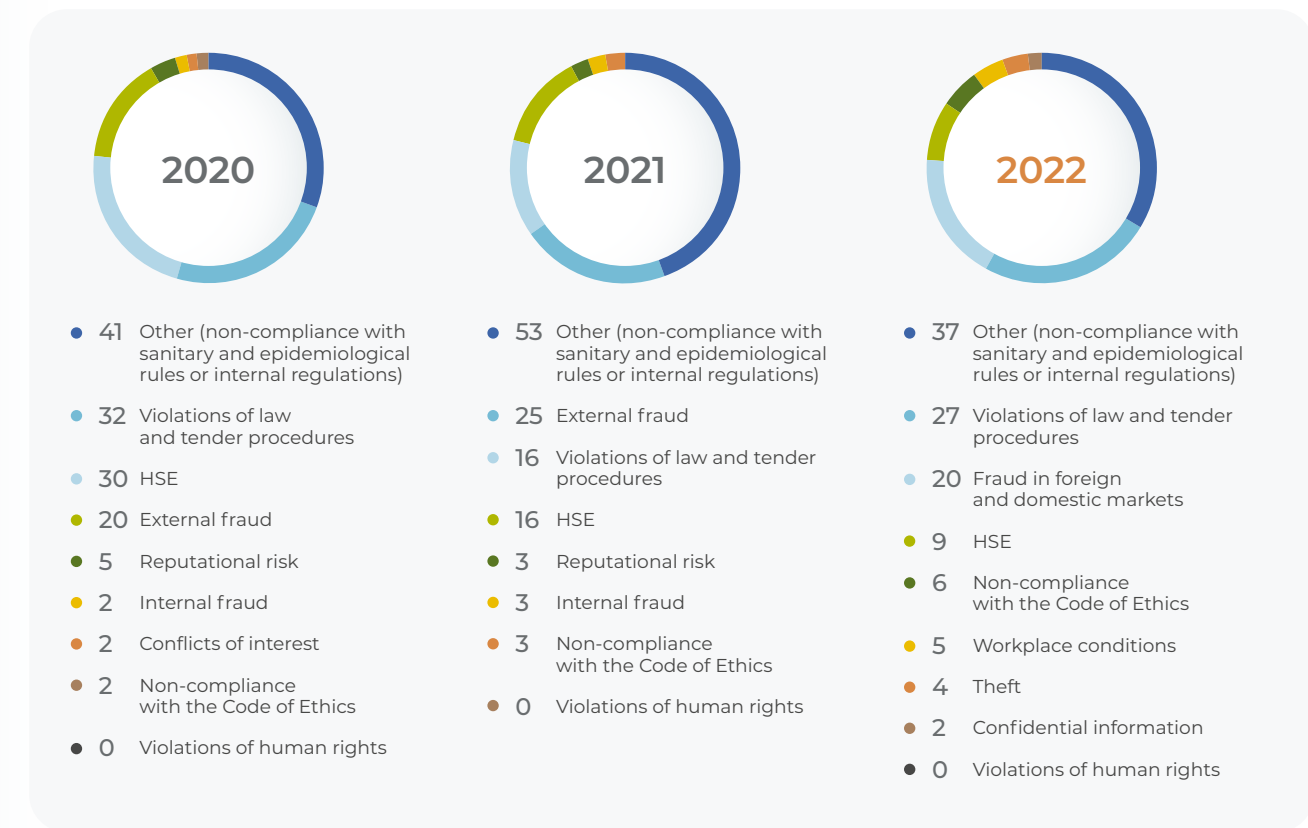 2020
41 Other (non-compliance with
sanitary and epidemiological
rules or internal regulations)
32 Violations of law
and tender procedures
30 HSE
20 External fraud
5 Reputational risk
2 Internal fraud
2 Conflicts of interest
2 Non-compliance
with the Code of Ethics
0 Violations of human rights
2021
53 Other (non-compliance with
sanitary and epidemiological
rules or internal regulations)
25 External fraud
16 Violations of law and tender
procedures
16 HSE
3 Reputational risk
3 Internal fraud
3 Non-compliance
with the Code of Ethics
0 Violations of human rights
2022
37 Other (non-compliance with
sanitary and epidemiological
rules or internal regulations)
27 Violations of law and tender
procedures
20 Fraud in foreign
and domestic markets
9 HSE
6 Non-compliance
with the Code of Ethics
5 Workplace conditions
4 Theft
2 Confidential information
0 Violations of human rights